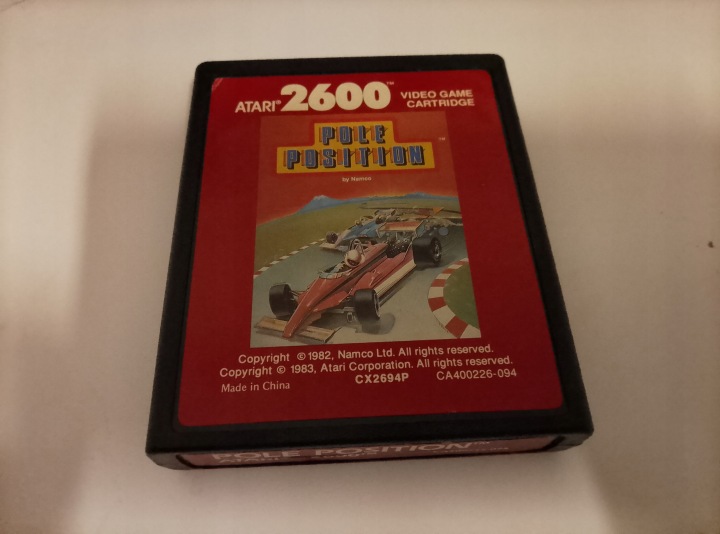 ATARI® 2600™ VIDEO GAME CARTRIDGE
POLE POSITION™
by Namco
Copyright ©1982, Namco Ltd. All rights reserved.
Copyright © 1983, Atari Corporation. All rights reserved.
Made in China CX2694P CA400226-094
POLE POSITION™